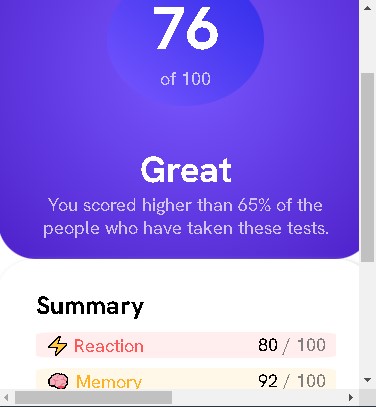 76
of 100
Great
You scored higher than 65% of the
people who have taken these tests.
Summary
Reaction 80 / 100
Memory 92 / 100